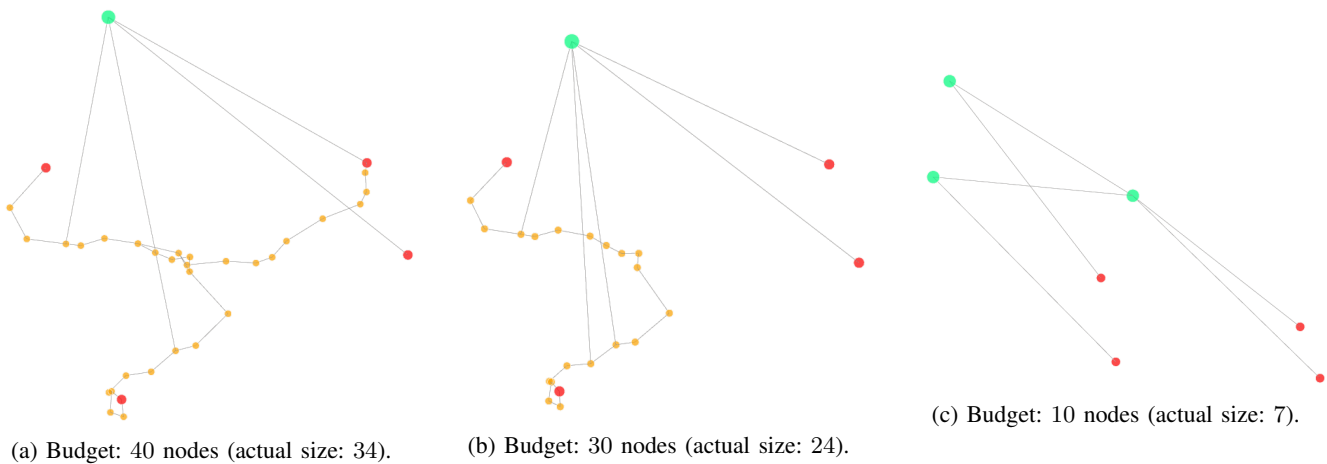 (a) Budget: 40 nodes (actual size: 34).
(b) Budget: 30 nodes (actual size: 24).
(c) Budget: 10 nodes (actual size: 7).